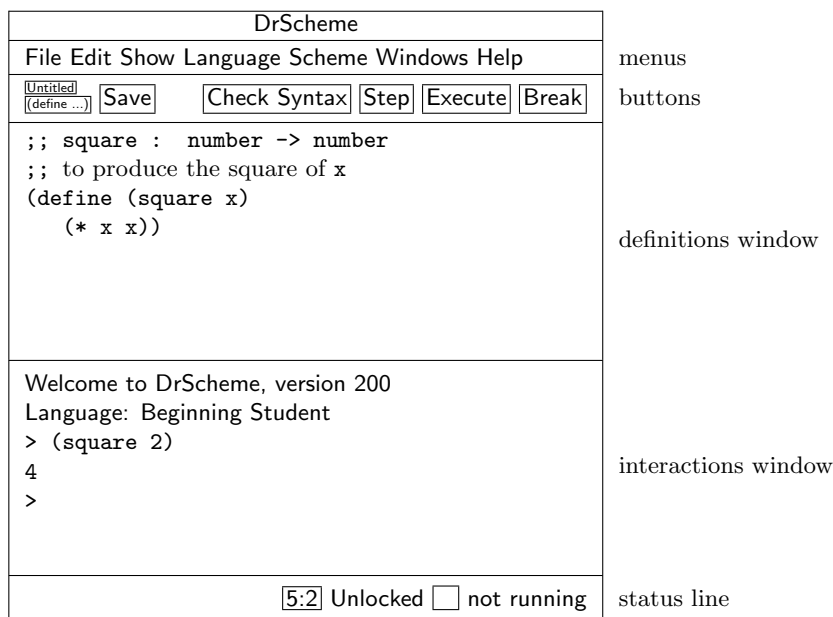 DrScheme
File Edit Show Language Scheme Windows Help
menus
Untitled
(define ...)
Save Check Syntax Step Execute Break
buttons
;; square : number -> number
;; to produce the square of x
(define (square x)
(* x x))
definitions window
Welcome to DrScheme, version 200
Language: Beginning Student
> (square 2)
4
>
interactions window
5:2 Unlocked not running
status line